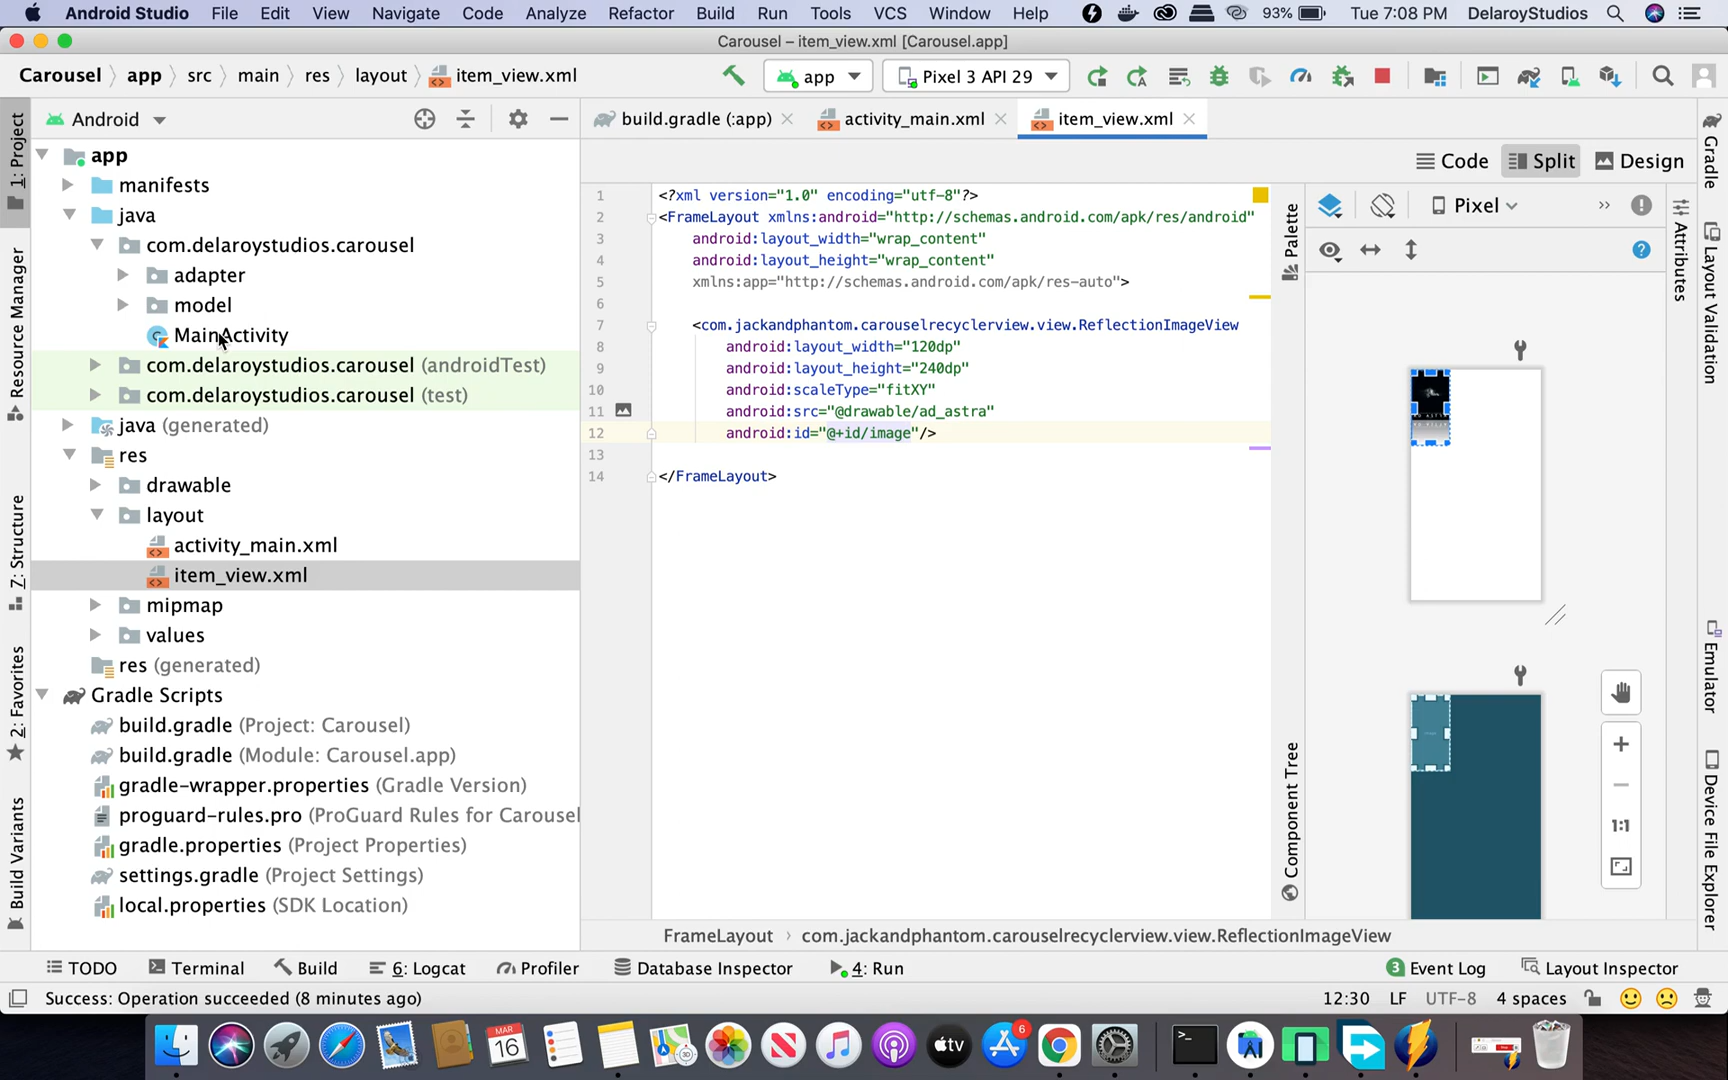 Android Studio File Edit View Navigate Code Analyze Refactor Build Run Tools VCS Window Help 93% Tue 7:08 PM DelaroyStudios
Carousel – item_view.xml [Carousel.app]
Carousel app src main res layout item_view.xml app Pixel 3 API 29
Android build.gradle (:app) activity_main.xml item_view.xml
Code Split Design
Pixel
1: Project
Resource Manager
Z: Structure
2: Favorites
Build Variants
app
manifests
java
com.delaroystudios.carousel
adapter
model
MainActivity
com.delaroystudios.carousel (androidTest)
com.delaroystudios.carousel (test)
java (generated)
res
drawable
layout
activity_main.xml
item_view.xml
mipmap
values
res (generated)
Gradle Scripts
build.gradle (Project: Carousel)
build.gradle (Module: Carousel.app)
gradle-wrapper.properties (Gradle Version)
proguard-rules.pro (ProGuard Rules for Carousel
gradle.properties (Project Properties)
settings.gradle (Project Settings)
local.properties (SDK Location)
1 <?xml version="1.0" encoding="utf-8"?>
2 <FrameLayout xmlns:android="http://schemas.android.com/apk/res/android"
3 android:layout_width="wrap_content"
4 android:layout_height="wrap_content"
5 xmlns:app="http://schemas.android.com/apk/res-auto">
6
7 <com.jackandphantom.carouselrecyclerview.view.ReflectionImageView
8 android:layout_width="120dp"
9 android:layout_height="240dp"
10 android:scaleType="fitXY"
11 android:src="@drawable/ad_astra"
12 android:id="@+id/image"/>
13
14 </FrameLayout>
Palette
Component Tree
1:1
Gradle
Attributes
Layout Validation
Emulator
Device File Explorer
FrameLayout › com.jackandphantom.carouselrecyclerview.view.ReflectionImageView
TODO Terminal Build 6: Logcat Profiler Database Inspector 4: Run 3 Event Log Layout Inspector
Success: Operation succeeded (8 minutes ago) 12:30 LF UTF-8 4 spaces
MAR
16
tv
6